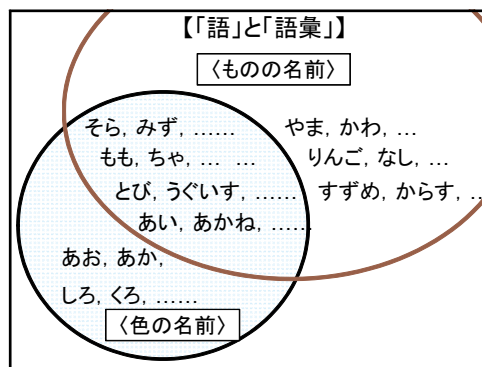 【「語」と「語彙」】
〈ものの名前〉
そら, みず, …… やま, かわ, …
もも, ちゃ, … … りんご, なし, …
とび, うぐいす, …… すずめ, からす, …
あい, あかね, ……
あお, あか,
しろ, くろ, ……
〈色の名前〉